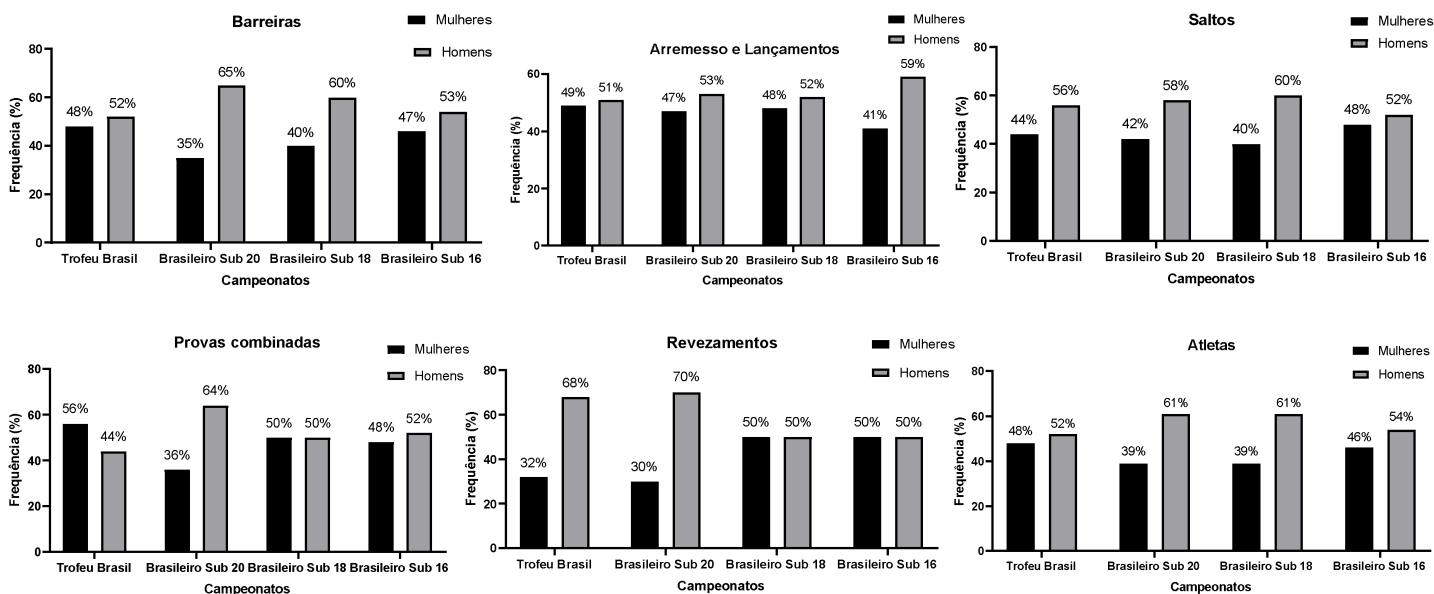 Barreiras
Mulheres
Homens
Frequência (%)
80
60
40
20
0
48% 52% 35% 65% 40% 60% 47% 53%
Trofeu Brasil Brasileiro Sub 20 Brasileiro Sub 18 Brasileiro Sub 16
Campeonatos
Arremesso e Lançamentos
Mulheres
Homens
Frequência (%)
60
40
20
0
49% 51% 47% 53% 48% 52% 41% 59%
Trofeu Brasil Brasileiro Sub 20 Brasileiro Sub 18 Brasileiro Sub 16
Campeonatos
Saltos
Mulheres
Homens
Frequência (%)
80
60
40
20
0
44% 56% 42% 58% 40% 60% 48% 52%
Trofeu Brasil Brasileiro Sub 20 Brasileiro Sub 18 Brasileiro Sub 16
Campeonatos
Provas combinadas
Mulheres
Homens
Frequência (%)
80
60
40
20
0
56% 44% 36% 64% 50% 50% 48% 52%
Trofeu Brasil Brasileiro Sub 20 Brasileiro Sub 18 Brasileiro Sub 16
Campeonatos
Revezamentos
Mulheres
Homens
Frequência (%)
80
60
40
20
0
32% 68% 30% 70% 50% 50% 50% 50%
Trofeu Brasil Brasileiro Sub 20 Brasileiro Sub 18 Brasileiro Sub 16
Campeonatos
Atletas
Mulheres
Homens
Frequência (%)
80
60
40
20
0
48% 52% 39% 61% 39% 61% 46% 54%
Trofeu Brasil Brasileiro Sub 20 Brasileiro Sub 18 Brasileiro Sub 16
Campeonatos